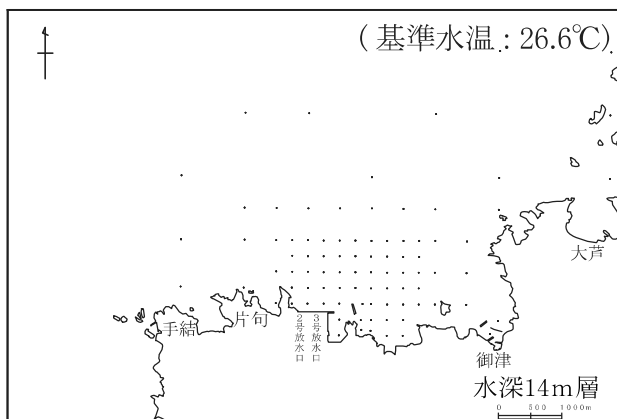 (基準水温:26.6℃)
大芦
手結
片句
2号放水口
3号放水口
御津
水深14m層
0 500 1000m